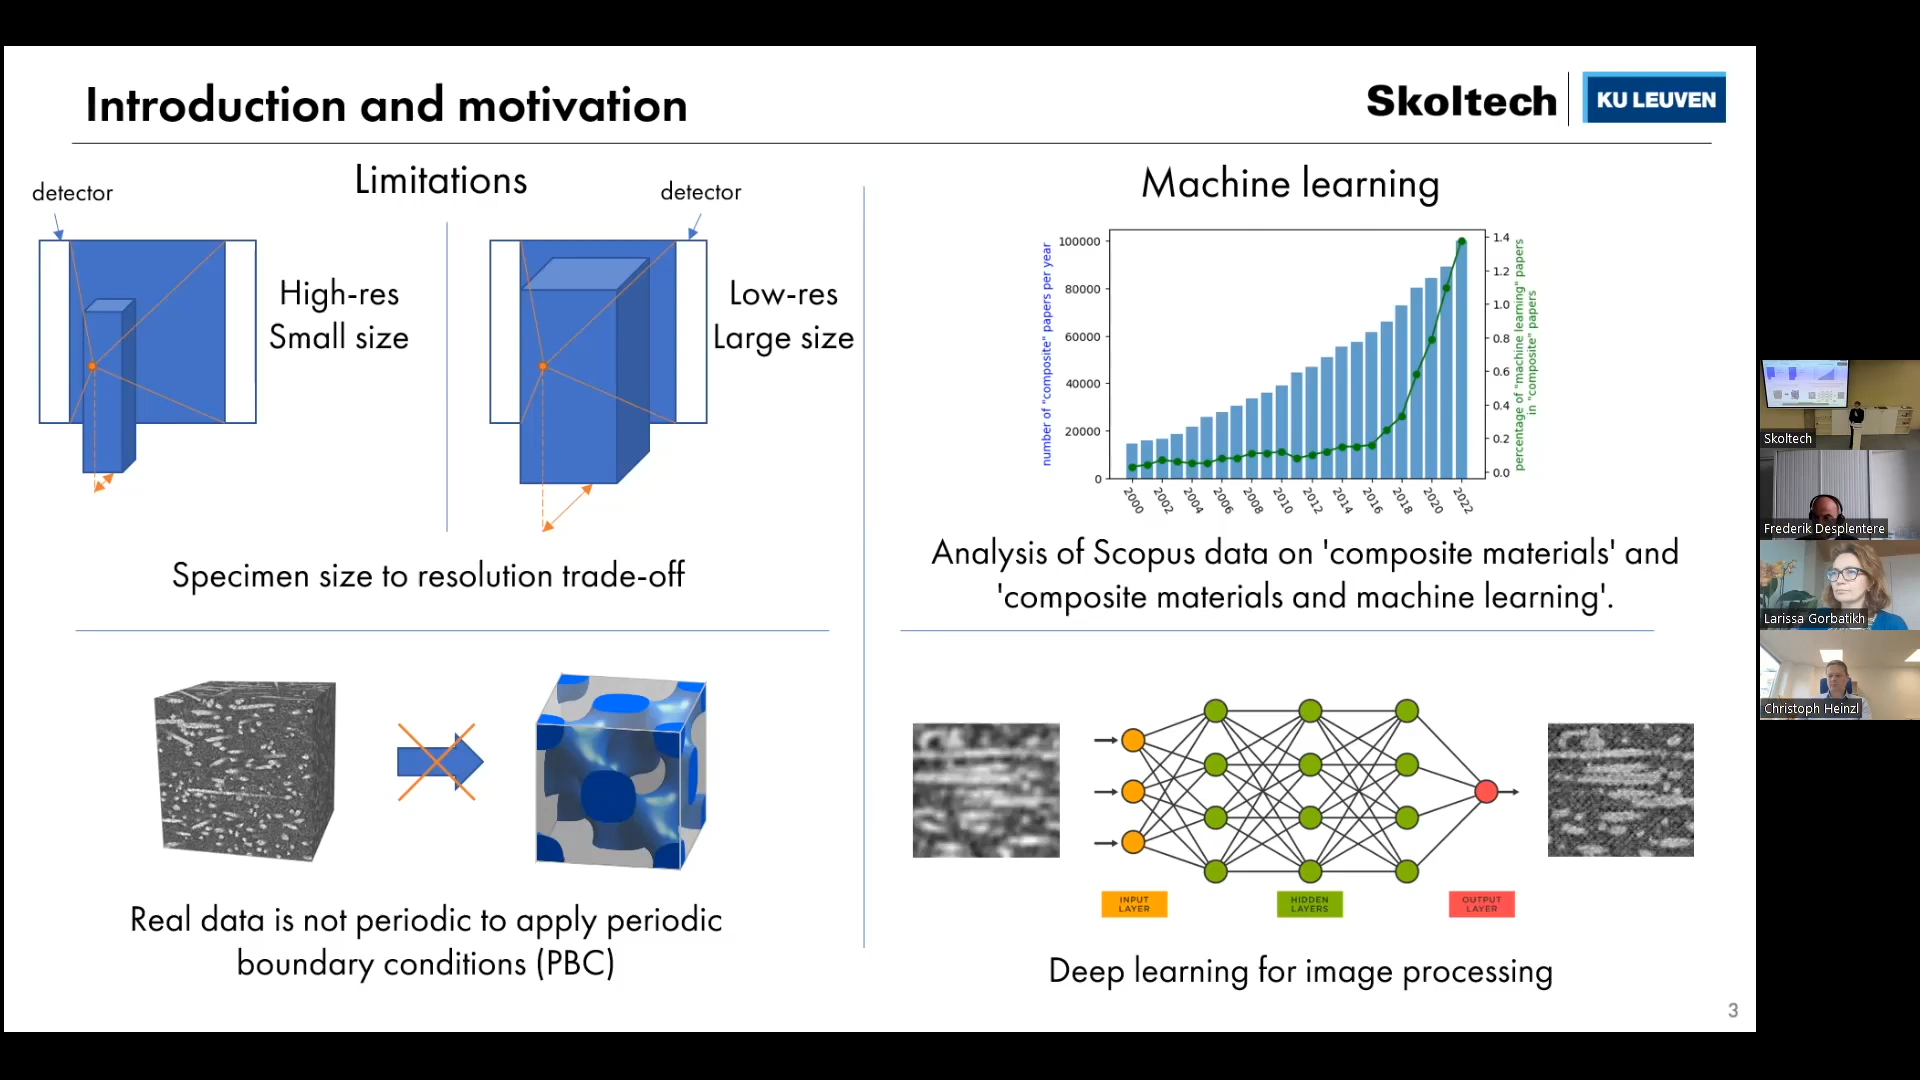 Introduction and motivation
Skoltech
KU LEUVEN
Limitations
detector
detector
High-res
Small size
Low-res
Large size
Specimen size to resolution trade-off
Real data is not periodic to apply periodic
boundary conditions (PBC)
Machine learning
number of "composite" papers per year
100000
80000
60000
40000
20000
0
1.4
1.2
1.0
0.8
0.6
0.4
0.2
0.0
percentage of "machine learning" papers
in "composite" papers
2000
2002
2004
2006
2008
2010
2012
2014
2016
2018
2020
2022
Analysis of Scopus data on 'composite materials' and
'composite materials and machine learning'.
INPUT
LAYER
HIDDEN
LAYERS
OUTPUT
LAYER
Deep learning for image processing
3
Skoltech
Frederik Desplentere
Larissa Gorbatikh
Christoph Heinzl